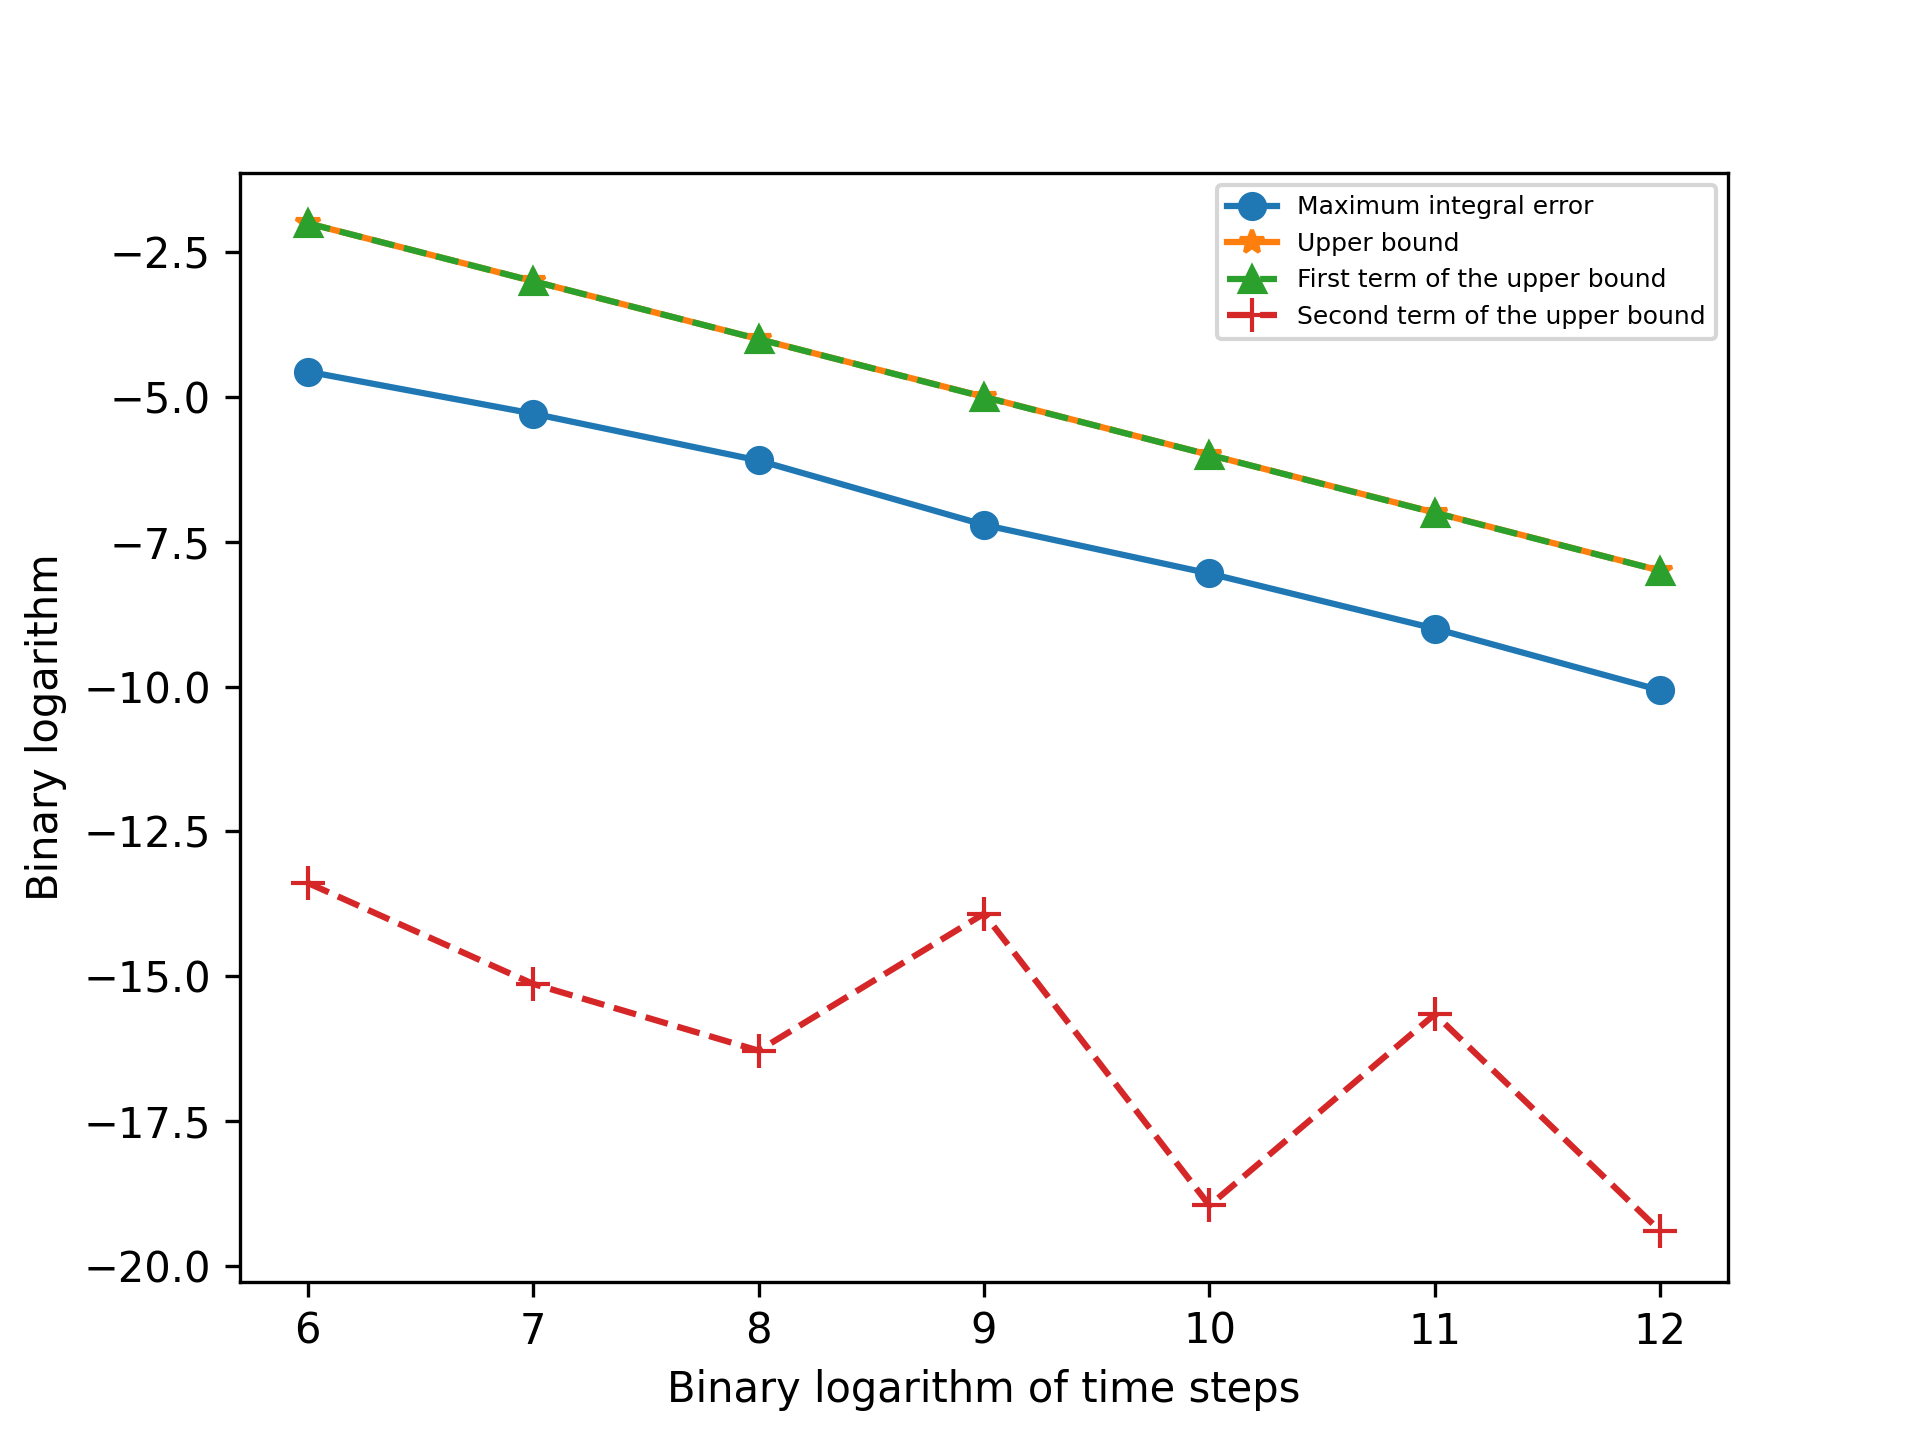 Maximum integral error
Upper bound
First term of the upper bound
Second term of the upper bound
−2.5
−5.0
−7.5
−10.0
−12.5
−15.0
−17.5
−20.0
Binary logarithm
6 7 8 9 10 11 12
Binary logarithm of time steps